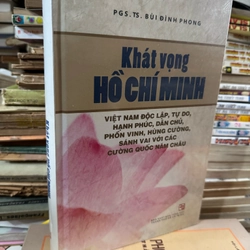 PGS.TS. BÙI ĐÌNH PHONG
Khát vọng
HỒ CHÍ MINH
VIỆT NAM ĐỘC LẬP, TỰ DO,
HẠNH PHÚC, DÂN CHỦ,
PHỒN VINH, HÙNG CƯỜNG,
SÁNH VAI VỚI CÁC
CƯỜNG QUỐC NĂM CHÂU